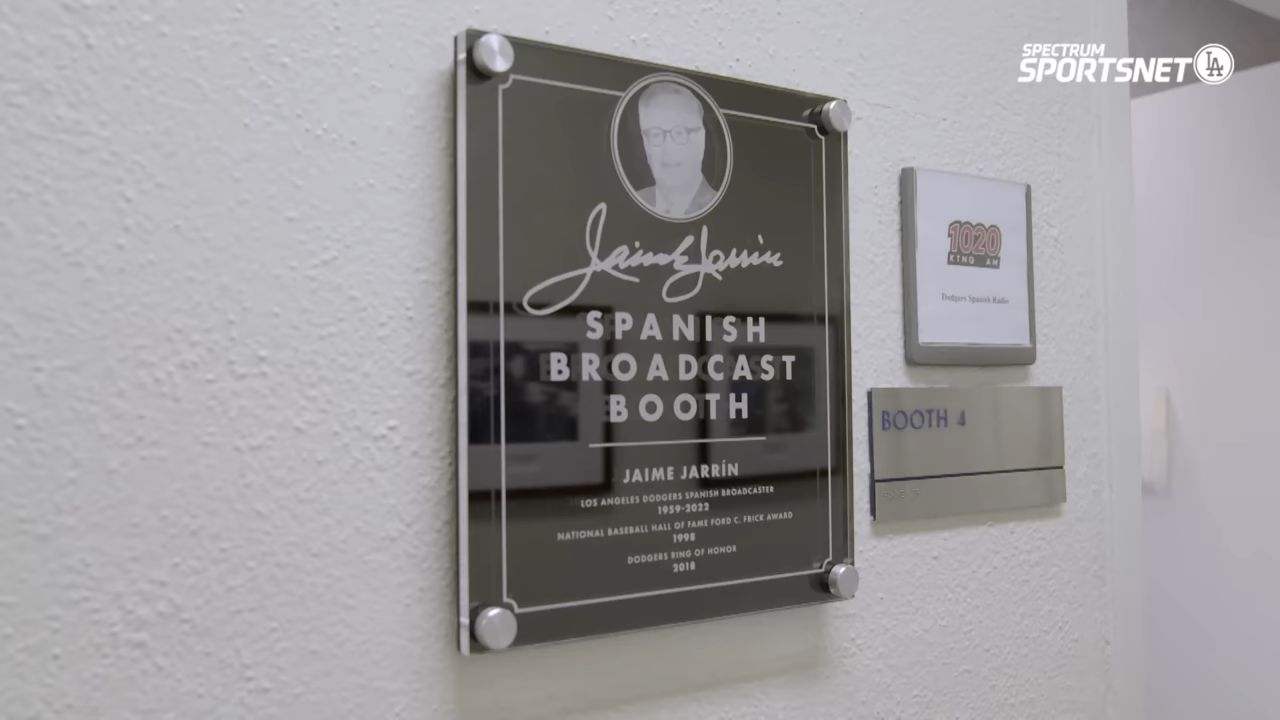 SPECTRUM
SPORTSNET LA
Jaime Jarrín
SPANISH
BROADCAST
BOOTH
JAIME JARRÍN
LOS ANGELES DODGERS SPANISH BROADCASTER
1959-2022
NATIONAL BASEBALL HALL OF FAME FORD C. FRICK AWARD
1998
DODGERS RING OF HONOR
2018
1020
KTNQ AM
Dodgers Spanish Radio
BOOTH 4